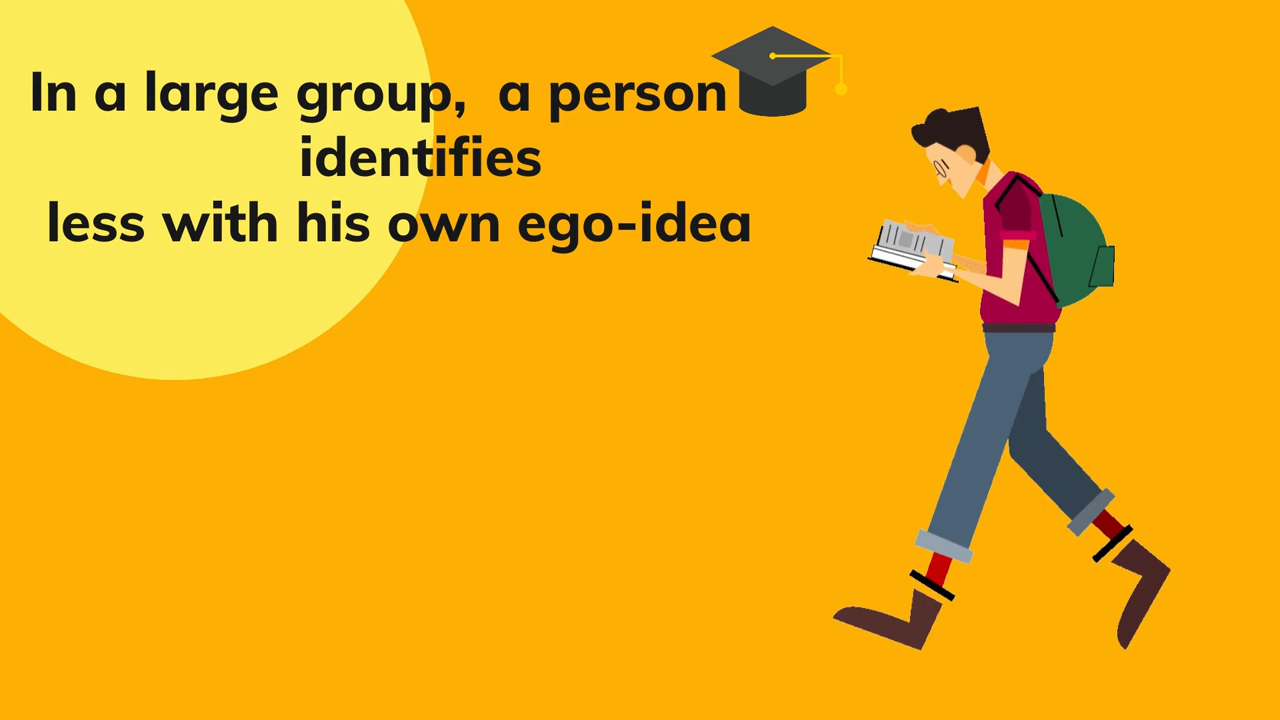 In a large group,  a person
identifies
less with his own ego-idea